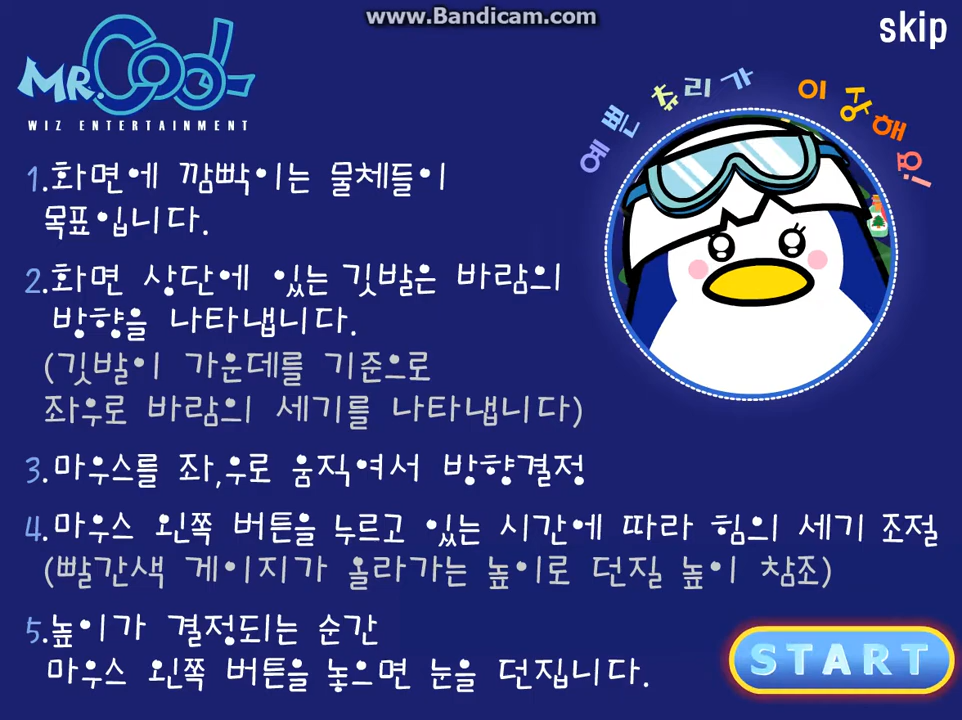 www.Bandicam.com
skip
MR.Cool
WIZ ENTERTAINMENT
예쁜 츄리가 이상해요!
1.화면에 깜빡이는 물체들이
목표입니다.
2.화면 상단에 있는 깃발은 바람의
방향을 나타냅니다.
(깃발이 가운데를 기준으로
좌우로 바람의 세기를 나타냅니다)
3.마우스를 좌,우로 움직여서 방향결정
4.마우스 왼쪽 버튼을 누르고 있는 시간에 따라 힘의 세기 조절
(빨간색 게이지가 올라가는 높이로 던질 높이 참조)
5.높이가 결정되는 순간
마우스 왼쪽 버튼을 놓으면 눈을 던집니다.
START